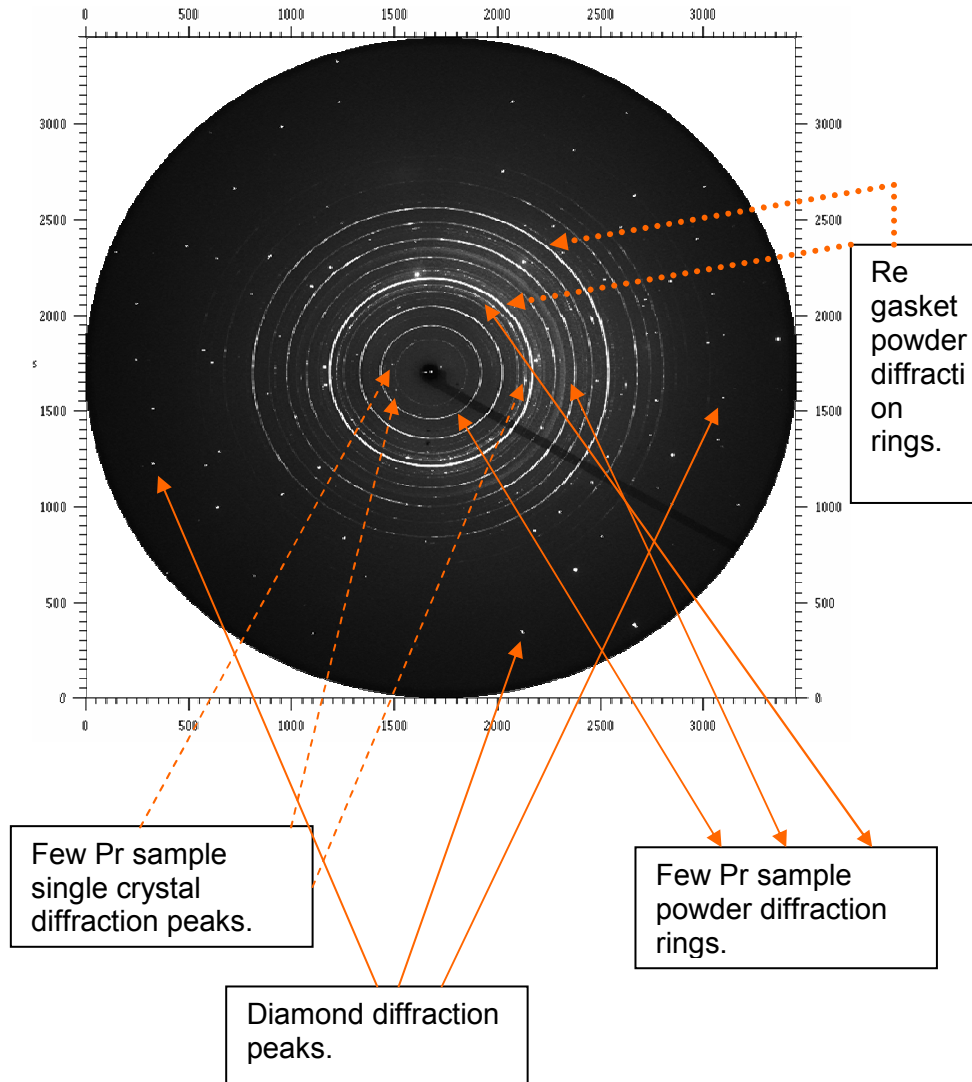 0 500 1000 1500 2000 2500 3000
3000 3000
2500 2500
2000 2000
s
1500 1500
1000 1000
500 500
0 0
0 500 1000 1500 2000 2500 3000
Re
gasket
powder
diffracti
on
rings.
Few Pr sample
single crystal
diffraction peaks.
Few Pr sample
powder diffraction
rings.
Diamond diffraction
peaks.